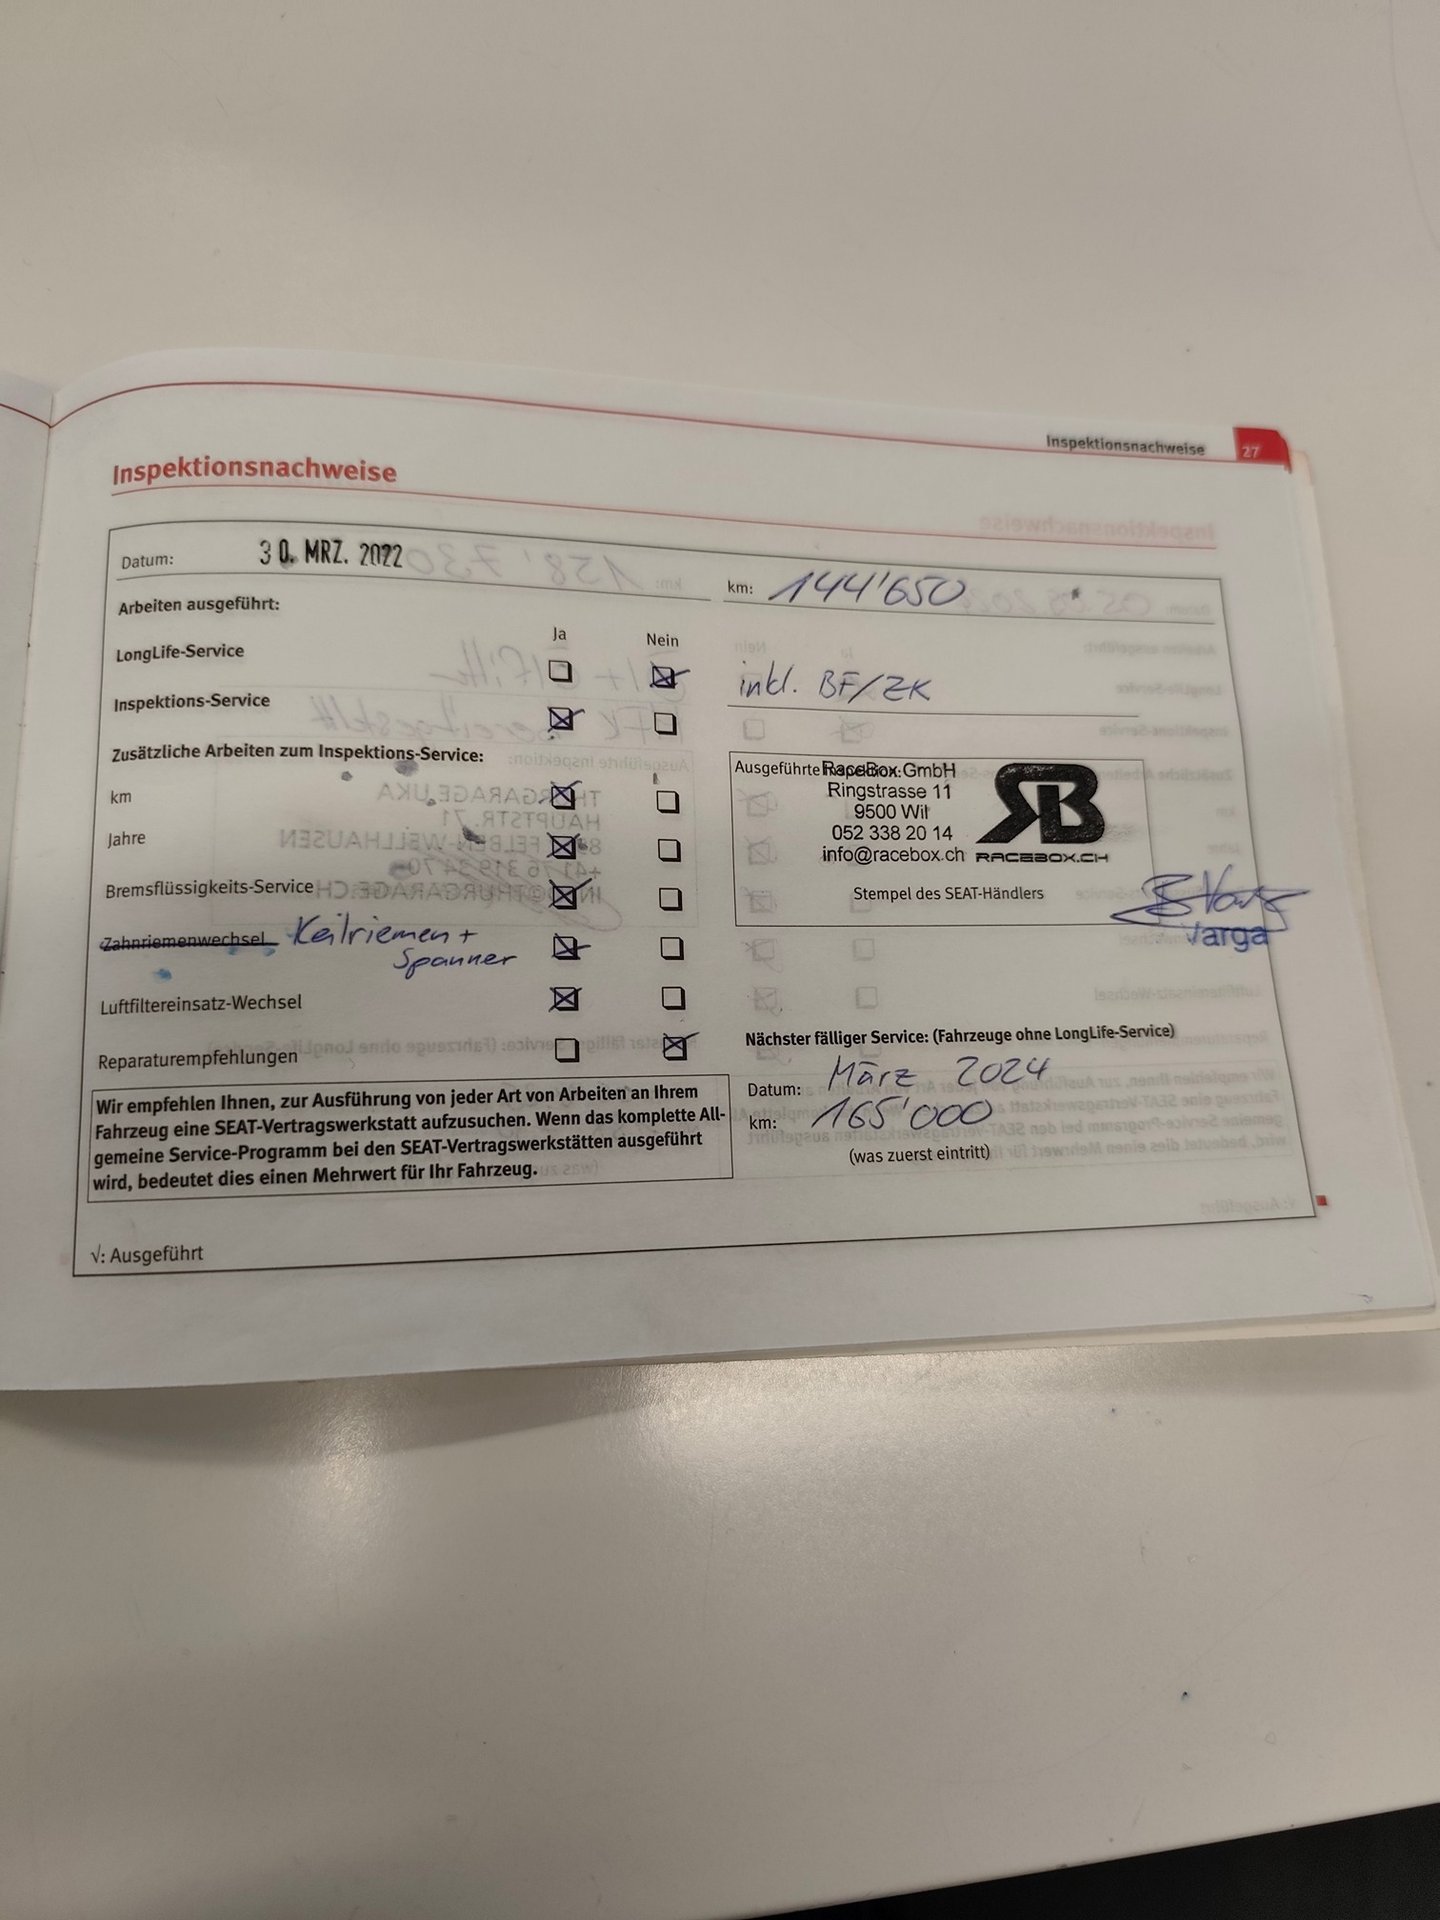 Inspektionsnachweise 27
Inspektionsnachweise
Datum: 30. MRZ. 2022
km: 144'650
Arbeiten ausgeführt:
Ja Nein
LongLife-Service
inkl. BF/ZK
Inspektions-Service
Zusätzliche Arbeiten zum Inspektions-Service:
km
Jahre
Bremsflüssigkeits-Service
Zahnriemenwechsel Keilriemen +
Spanner
Luftfiltereinsatz-Wechsel
Reparaturempfehlungen
Ausgeführte Inspektion:
RaceBox GmbH
Ringstrasse 11
9500 Wil
052 338 20 14
info@racebox.ch
RB
RACEBOX.CH
Stempel des SEAT-Händlers
Varga
Nächster fälliger Service: (Fahrzeuge ohne LongLife-Service)
Datum: März 2024
km: 165'000
(was zuerst eintritt)
Wir empfehlen Ihnen, zur Ausführung von jeder Art von Arbeiten an Ihrem
Fahrzeug eine SEAT-Vertragswerkstatt aufzusuchen. Wenn das komplette All-
gemeine Service-Programm bei den SEAT-Vertragswerkstätten ausgeführt
wird, bedeutet dies einen Mehrwert für Ihr Fahrzeug.
√: Ausgeführt